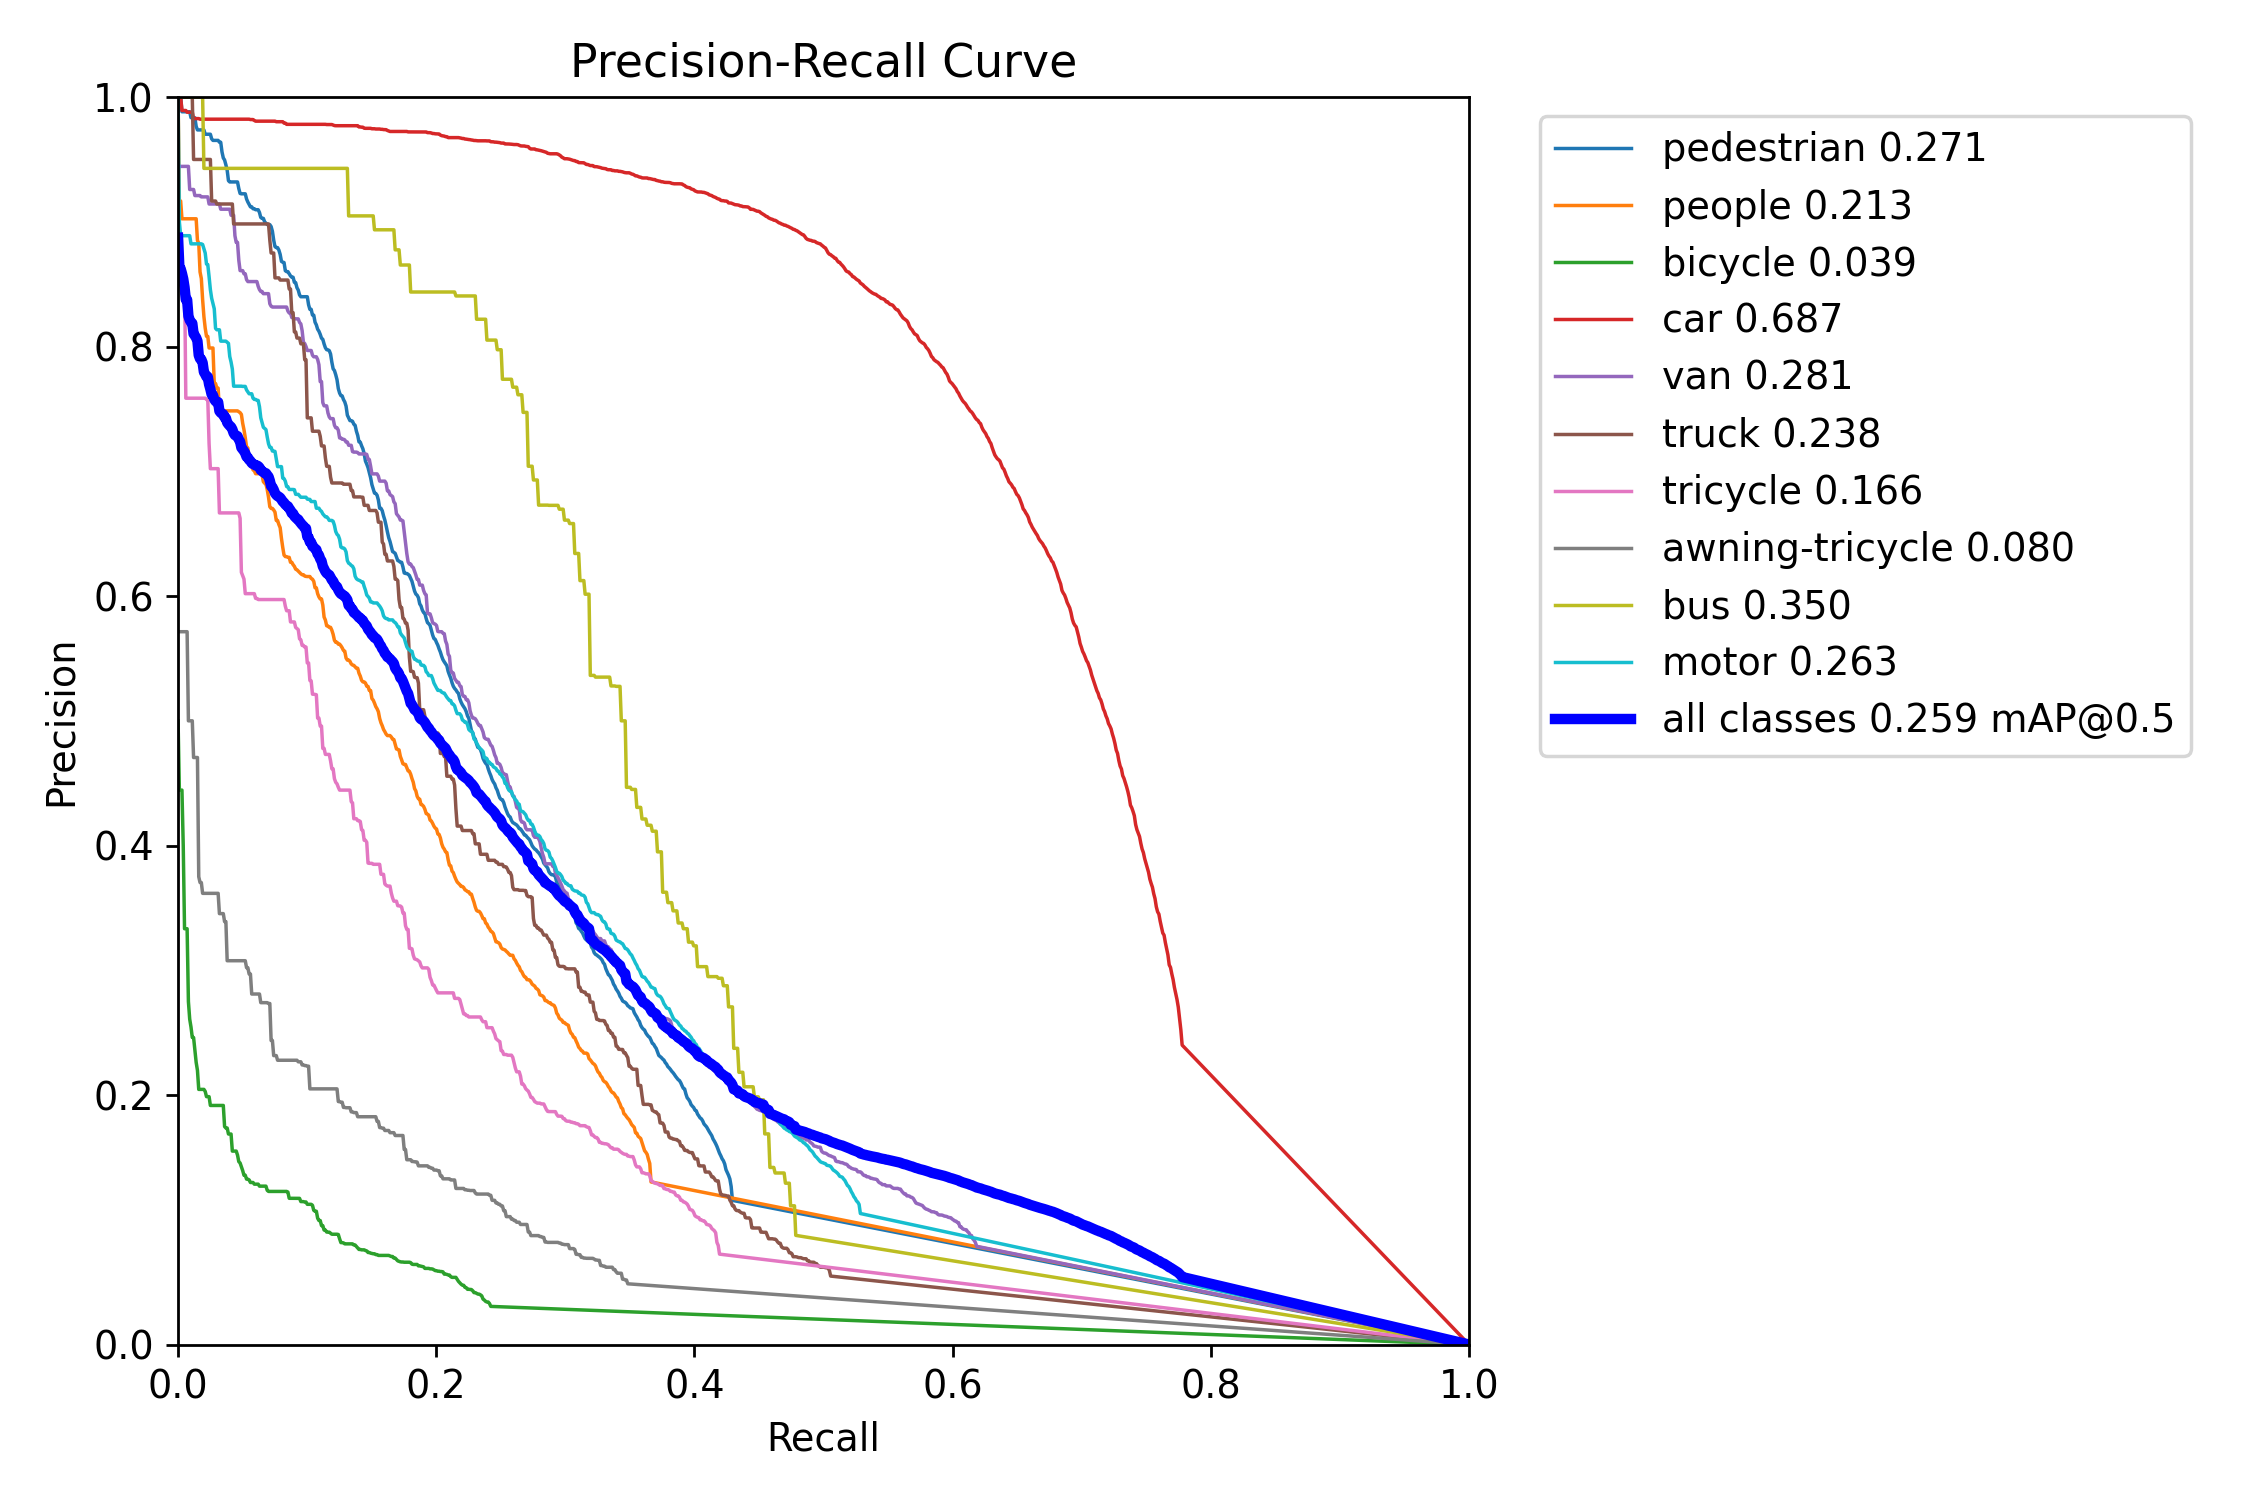 Precision-Recall Curve
1.0
0.8
0.6
0.4
0.2
0.0
Precision
0.0 0.2 0.4 0.6 0.8 1.0
Recall
pedestrian 0.271
people 0.213
bicycle 0.039
car 0.687
van 0.281
truck 0.238
tricycle 0.166
awning-tricycle 0.080
bus 0.350
motor 0.263
all classes 0.259 mAP@0.5